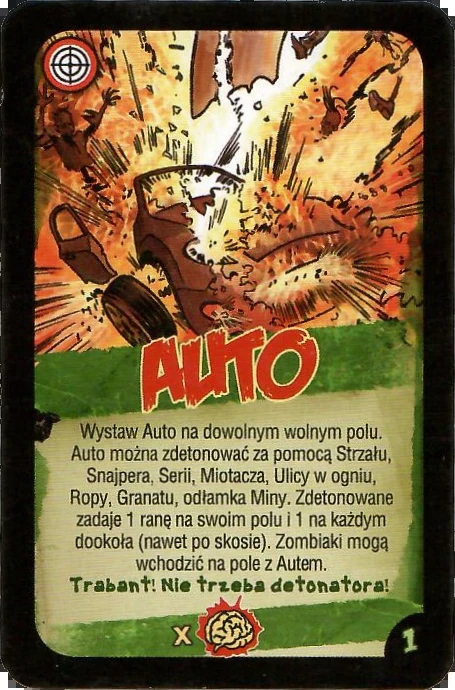 AUTO
Wystaw Auto na dowolnym wolnym polu.
Auto można zdetonować za pomocą Strzału,
Snajpera, Serii, Miotacza, Ulicy w ogniu,
Ropy, Granatu, odłamka Miny. Zdetonowane
zadaje 1 ranę na swoim polu i 1 na każdym
dookoła (nawet po skosie). Zombiaki mogą
wchodzić na pole z Autem.
Trabant! Nie trzeba detonatora!
X
1